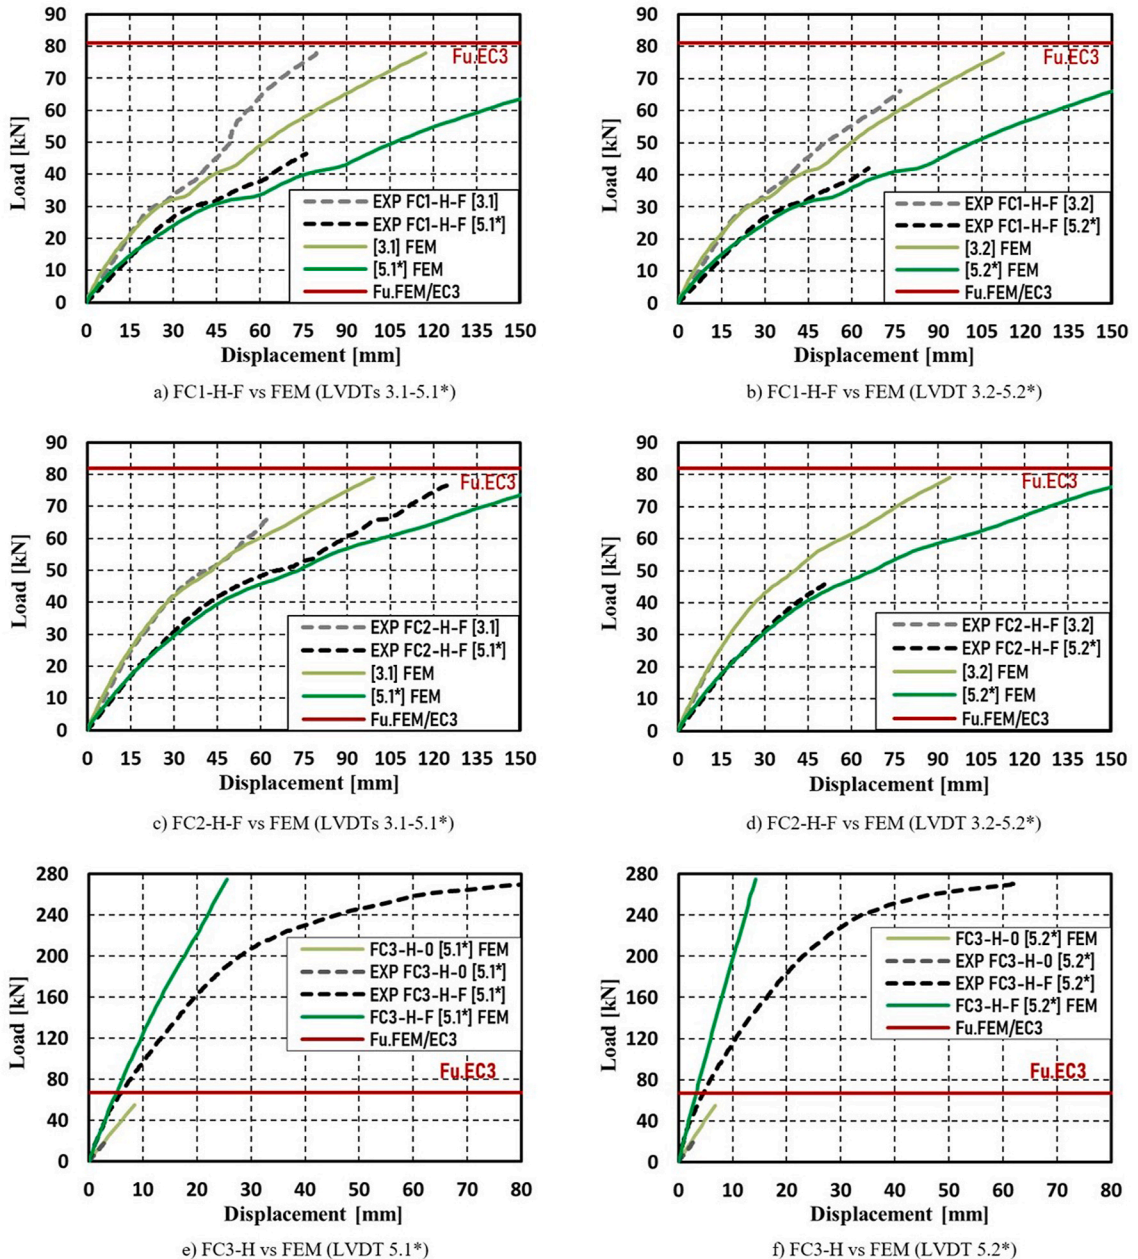 90
80
70
60
50
40
30
20
10
0
Load [kN]
Fu.EC3
EXP FC1-H-F [3.1]
EXP FC1-H-F [5.1*]
[3.1] FEM
[5.1*] FEM
Fu.FEM/EC3
0 15 30 45 60 75 90 105 120 135 150
Displacement [mm]
a) FC1-H-F vs FEM (LVDTs 3.1-5.1*)
90
80
70
60
50
40
30
20
10
0
Load [kN]
Fu.EC3
EXP FC1-H-F [3.2]
EXP FC1-H-F [5.2*]
[3.2] FEM
[5.2*] FEM
Fu.FEM/EC3
0 15 30 45 60 75 90 105 120 135 150
Displacement [mm]
b) FC1-H-F vs FEM (LVDT 3.2-5.2*)
90
80
70
60
50
40
30
20
10
0
Load [kN]
Fu.EC3
EXP FC2-H-F [3.1]
EXP FC2-H-F [5.1*]
[3.1] FEM
[5.1*] FEM
Fu.FEM/EC3
0 15 30 45 60 75 90 105 120 135 150
Displacement [mm]
c) FC2-H-F vs FEM (LVDTs 3.1-5.1*)
90
80
70
60
50
40
30
20
10
0
Load [kN]
Fu.EC3
EXP FC2-H-F [3.2]
EXP FC2-H-F [5.2*]
[3.2] FEM
[5.2*] FEM
Fu.FEM/EC3
0 15 30 45 60 75 90 105 120 135 150
Displacement [mm]
d) FC2-H-F vs FEM (LVDT 3.2-5.2*)
280
240
200
160
120
80
40
0
Load [kN]
FC3-H-0 [5.1*] FEM
EXP FC3-H-0 [5.1*]
EXP FC3-H-F [5.1*]
FC3-H-F [5.1*] FEM
Fu.FEM/EC3
Fu.EC3
0 10 20 30 40 50 60 70 80
Displacement [mm]
e) FC3-H vs FEM (LVDT 5.1*)
280
240
200
160
120
80
40
0
Load [kN]
FC3-H-0 [5.2*] FEM
EXP FC3-H-0 [5.2*]
EXP FC3-H-F [5.2*]
FC3-H-F [5.2*] FEM
Fu.FEM/EC3
Fu.EC3
0 10 20 30 40 50 60 70 80
Displacement [mm]
f) FC3-H vs FEM (LVDT 5.2*)